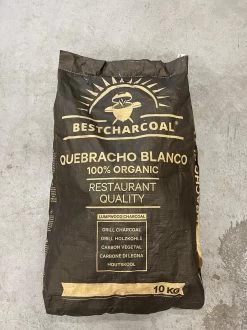 BESTCHARCOAL®
QUEBRACHO BLANCO
100% ORGANIC
RESTAURANT
QUALITY
LUMPWOOD CHARCOAL
GRILL CHARCOAL
GRILL HOLZKOHLE
CARBON VEGETAL
CARBONE DI LEGNA
HOUTSKOOL
10 KG